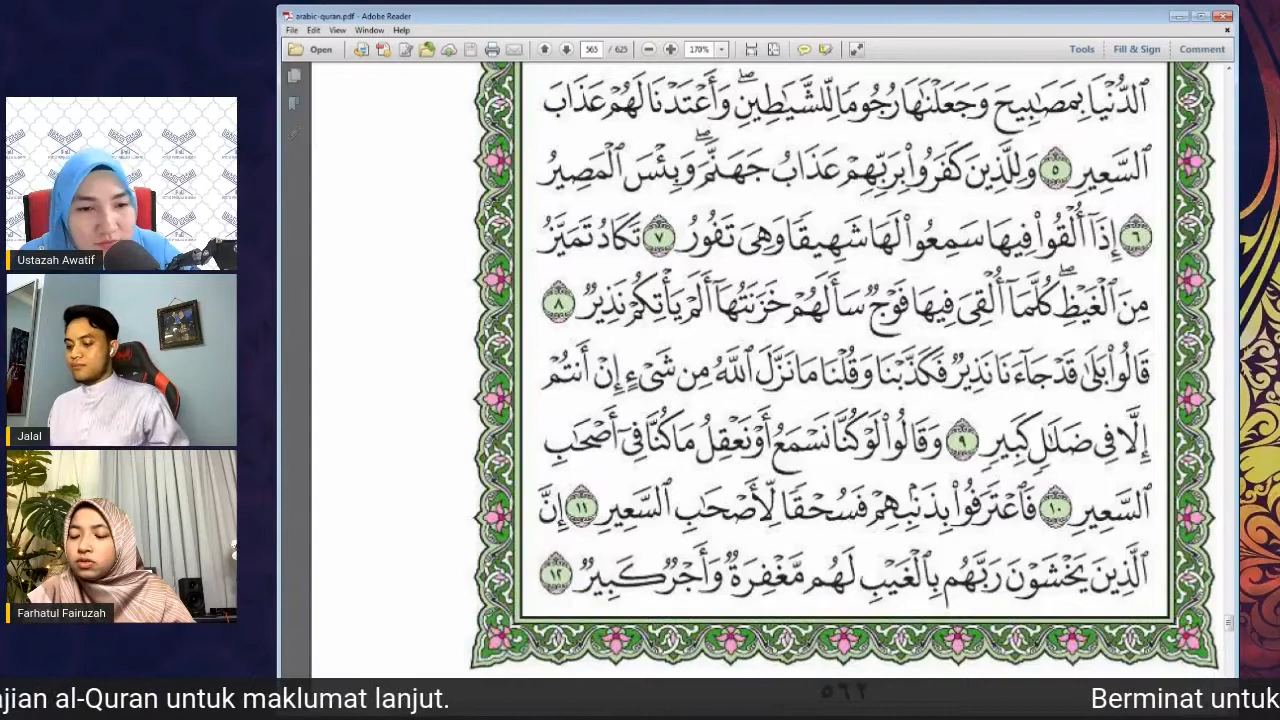 arabic-quran.pdf - Adobe Reader
File Edit View Window Help
Open 565 / 625 170% Tools Fill & Sign Comment
ٱلدُّنْيَا بِمَصَٰبِيحَ وَجَعَلْنَٰهَا رُجُومًا لِّلشَّيَٰطِينِۖ وَأَعْتَدْنَا لَهُمْ عَذَابَ
ٱلسَّعِيرِ ٥ وَلِلَّذِينَ كَفَرُوا۟ بِرَبِّهِمْ عَذَابُ جَهَنَّمَۖ وَبِئْسَ ٱلْمَصِيرُ
٦ إِذَآ أُلْقُوا۟ فِيهَا سَمِعُوا۟ لَهَا شَهِيقًا وَهِىَ تَفُورُ ٧ تَكَادُ تَمَيَّزُ
مِنَ ٱلْغَيْظِۖ كُلَّمَآ أُلْقِىَ فِيهَا فَوْجٌ سَأَلَهُمْ خَزَنَتُهَآ أَلَمْ يَأْتِكُمْ نَذِيرٌ ٨
قَالُوا۟ بَلَىٰ قَدْ جَآءَنَا نَذِيرٌ فَكَذَّبْنَا وَقُلْنَا مَا نَزَّلَ ٱللَّهُ مِن شَىْءٍ إِنْ أَنتُمْ
إِلَّا فِى ضَلَٰلٍ كَبِيرٍ ٩ وَقَالُوا۟ لَوْ كُنَّا نَسْمَعُ أَوْ نَعْقِلُ مَا كُنَّا فِىٓ أَصْحَٰبِ
ٱلسَّعِيرِ ١٠ فَٱعْتَرَفُوا۟ بِذَنۢبِهِمْ فَسُحْقًا لِّأَصْحَٰبِ ٱلسَّعِيرِ ١١ إِنَّ
ٱلَّذِينَ يَخْشَوْنَ رَبَّهُم بِٱلْغَيْبِ لَهُم مَّغْفِرَةٌ وَأَجْرٌ كَبِيرٌ ١٢
٥٦٢
Ustazah Awatif
Jalal
Farhatul Fairuzah
ajian al-Quran untuk maklumat lanjut. Berminat untuk